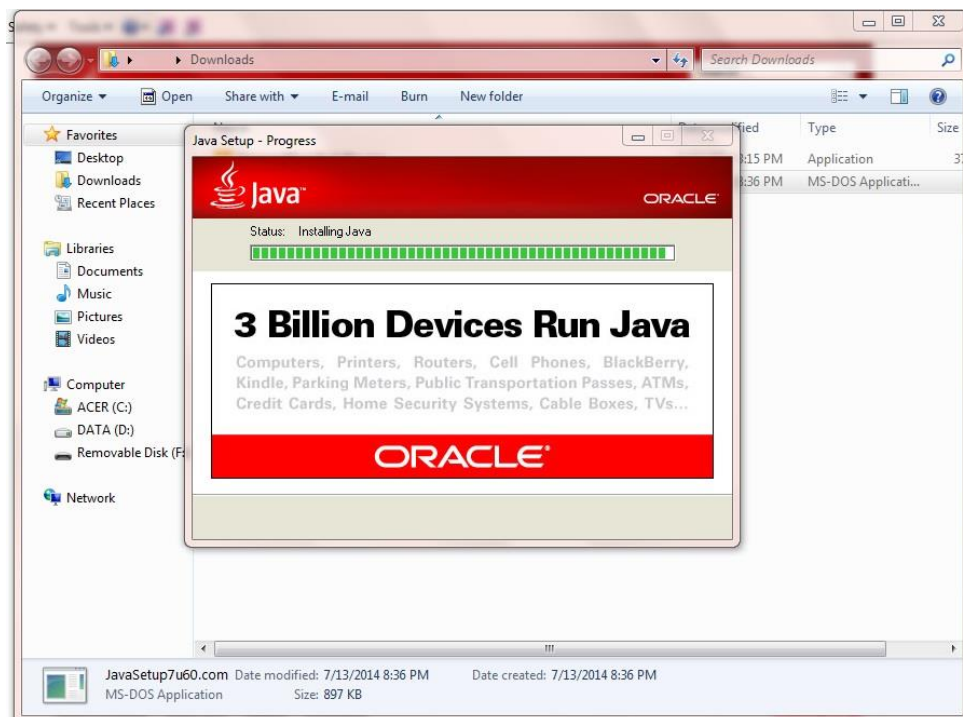 Downloads
Search Downloads
Organize
Open
Share with
E-mail
Burn
New folder
Type
Size
Favorites
Desktop
Downloads
Recent Places
Libraries
Documents
Music
Pictures
Videos
Computer
ACER (C:)
DATA (D:)
Removable Disk (F:
Network
:15 PM Application
:36 PM MS-DOS Applicati...
Java Setup - Progress
Java™
ORACLE®
Status: Installing Java
3 Billion Devices Run Java
Computers, Printers, Routers, Cell Phones, BlackBerry,
Kindle, Parking Meters, Public Transportation Passes, ATMs,
Credit Cards, Home Security Systems, Cable Boxes, TVs...
ORACLE®
JavaSetup7u60.com Date modified: 7/13/2014 8:36 PM Date created: 7/13/2014 8:36 PM
MS-DOS Application Size: 897 KB